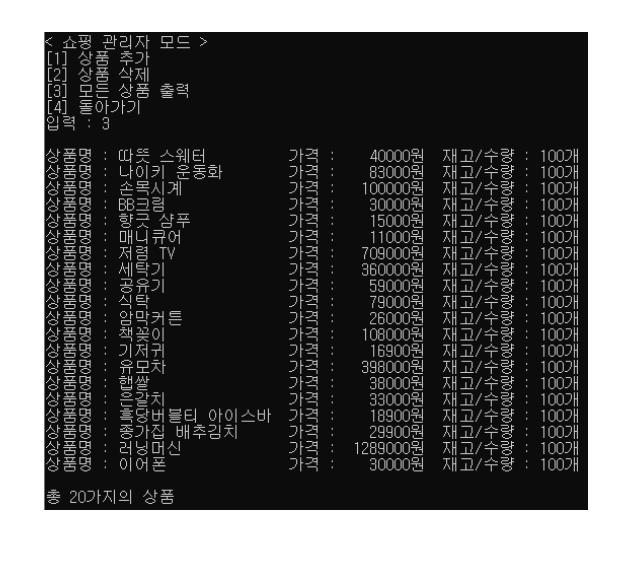 < 쇼핑 관리자 모드 >
[1] 상품 추가
[2] 상품 삭제
[3] 모든 상품 출력
[4] 돌아가기
입력 : 3
상품명 : 따뜻 스웨터 가격 : 40000원 재고/수량 : 100개
상품명 : 나이키 운동화 가격 : 83000원 재고/수량 : 100개
상품명 : 손목시계 가격 : 100000원 재고/수량 : 100개
상품명 : BB크림 가격 : 30000원 재고/수량 : 100개
상품명 : 향긋 샴푸 가격 : 15000원 재고/수량 : 100개
상품명 : 매니큐어 가격 : 11000원 재고/수량 : 100개
상품명 : 저렴 TV 가격 : 709000원 재고/수량 : 100개
상품명 : 세탁기 가격 : 360000원 재고/수량 : 100개
상품명 : 공유기 가격 : 59000원 재고/수량 : 100개
상품명 : 식탁 가격 : 79000원 재고/수량 : 100개
상품명 : 암막커튼 가격 : 26000원 재고/수량 : 100개
상품명 : 책꽂이 가격 : 108000원 재고/수량 : 100개
상품명 : 기저귀 가격 : 16900원 재고/수량 : 100개
상품명 : 유모차 가격 : 398000원 재고/수량 : 100개
상품명 : 햅쌀 가격 : 38000원 재고/수량 : 100개
상품명 : 은갈치 가격 : 33000원 재고/수량 : 100개
상품명 : 흑당버블티 아이스바 가격 : 18900원 재고/수량 : 100개
상품명 : 종가집 배추김치 가격 : 29900원 재고/수량 : 100개
상품명 : 러닝머신 가격 : 1289000원 재고/수량 : 100개
상품명 : 이어폰 가격 : 30000원 재고/수량 : 100개
총 20가지의 상품